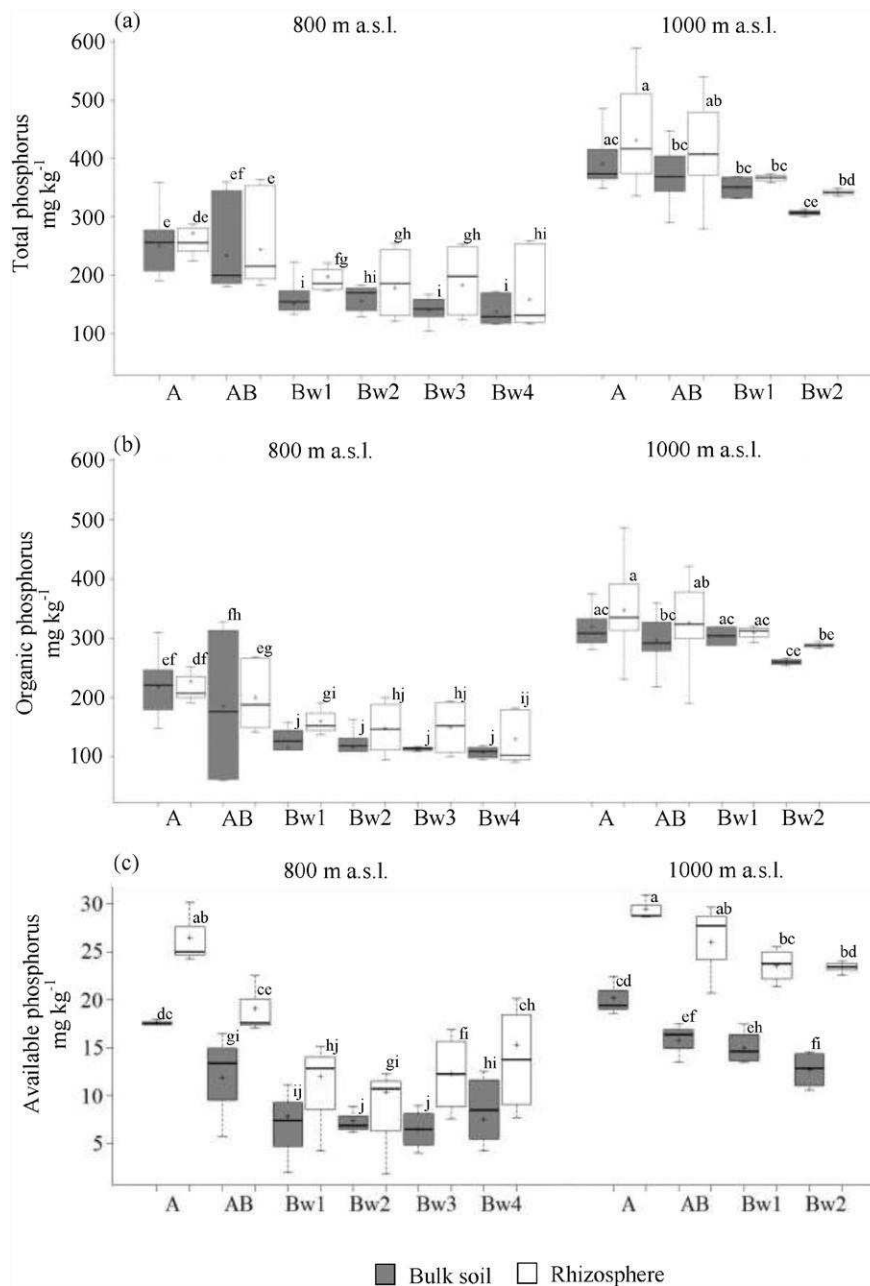 (a)
800 m a.s.l.
1000 m a.s.l.
Total phosphorus
mg kg⁻¹
600
500
400
300
200
100
e
de
ef
e
i
fg
hi
gh
i
gh
i
hi
ac
a
bc
ab
bc
bc
ce
bd
A
AB
Bw1
Bw2
Bw3
Bw4
A
AB
Bw1
Bw2
(b)
800 m a.s.l.
1000 m a.s.l.
Organic phosphorus
mg kg⁻¹
600
500
400
300
200
100
ef
df
fh
eg
j
gi
j
hj
j
hj
j
ij
ac
a
bc
ab
ac
ac
ce
be
A
AB
Bw1
Bw2
Bw3
Bw4
A
AB
Bw1
Bw2
(c)
800 m a.s.l.
1000 m a.s.l.
Available phosphorus
mg kg⁻¹
30
25
20
15
10
5
dc
ab
gi
ce
ij
hj
j
gi
j
fi
hi
ch
cd
a
ef
ab
eh
bc
fi
bd
A
AB
Bw1
Bw2
Bw3
Bw4
A
AB
Bw1
Bw2
Bulk soil
Rhizosphere